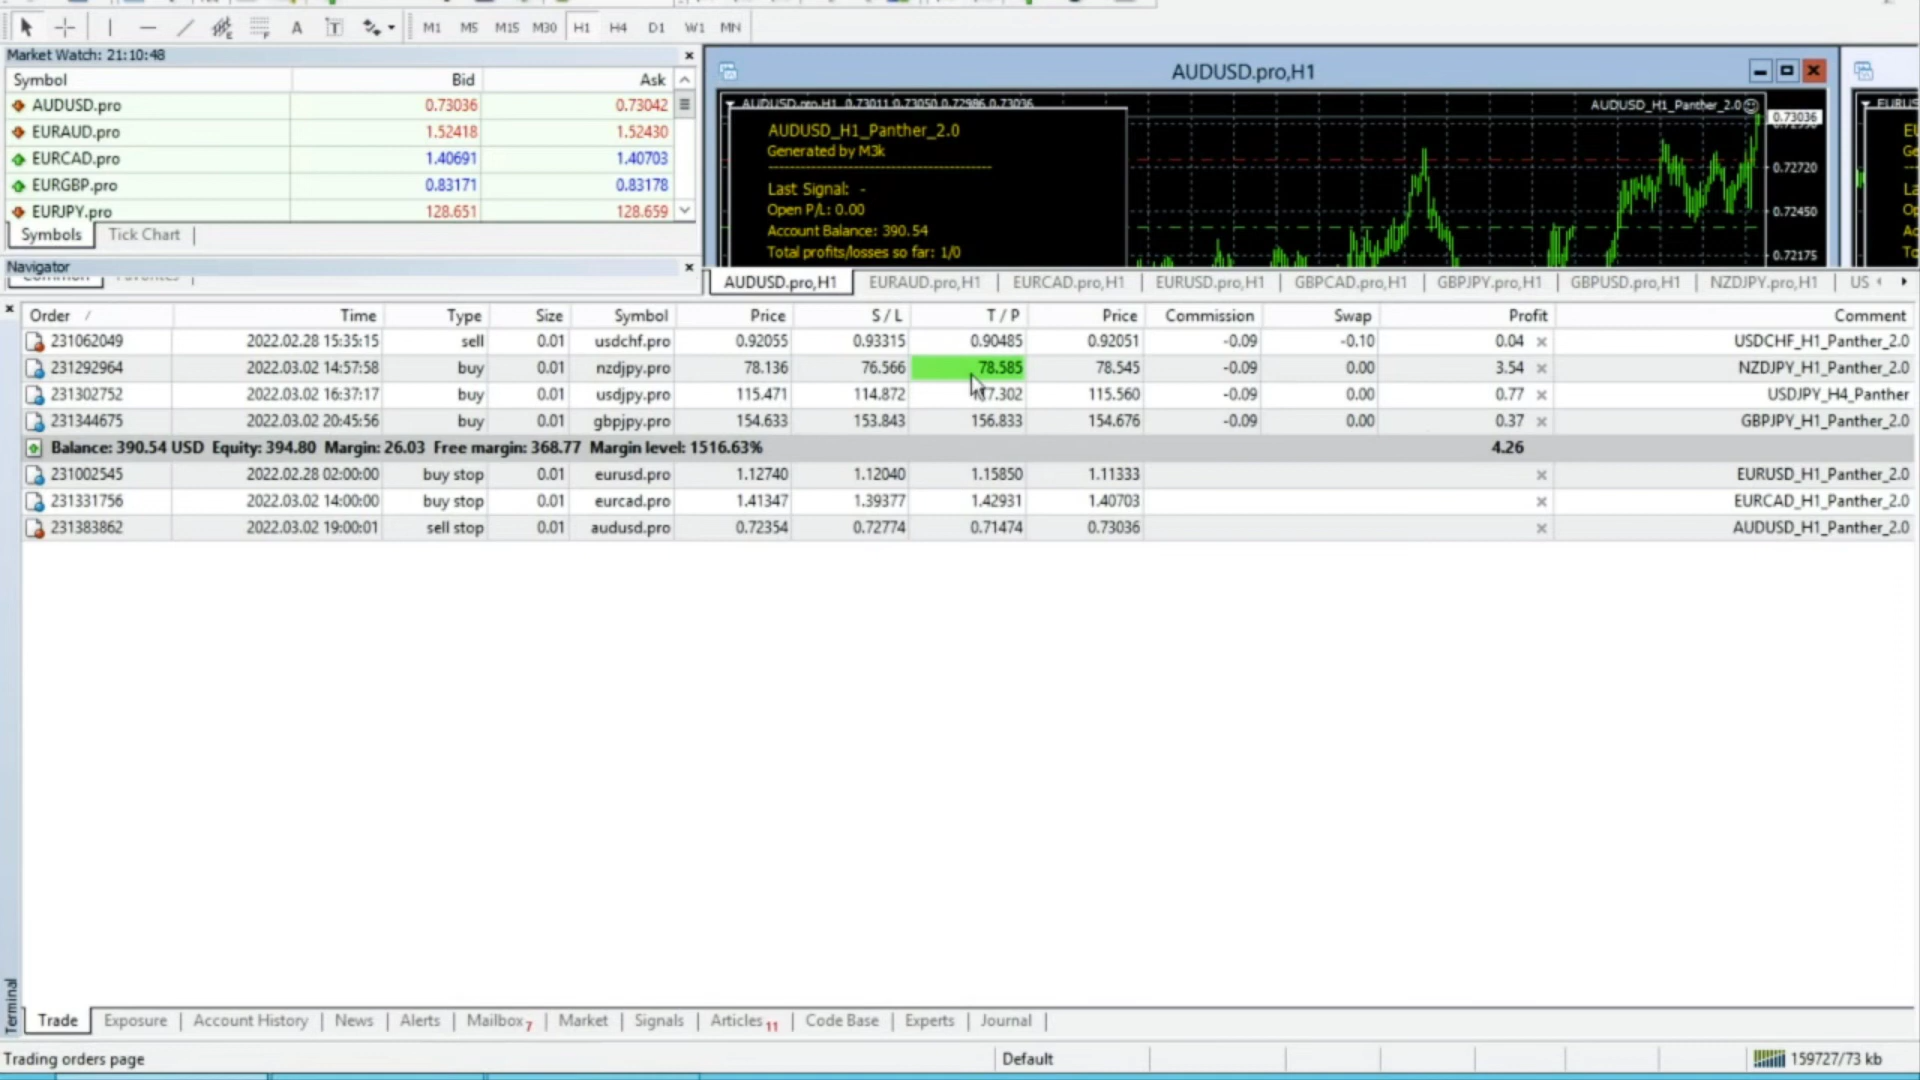 A T M1 M5 M15 M30 H1 H4 D1 W1 MN
Market Watch: 21:10:48
Symbol Bid Ask
AUDUSD.pro 0.73036 0.73042
EURAUD.pro 1.52418 1.52430
EURCAD.pro 1.40691 1.40703
EURGBP.pro 0.83171 0.83178
EURJPY.pro 128.651 128.659
Symbols Tick Chart
Navigator
AUDUSD.pro,H1
AUDUSD.pro,H1 0.73011 0.73050 0.72986 0.73036
AUDUSD_H1_Panther_2.0
0.73036
0.72720
0.72450
0.72175
AUDUSD_H1_Panther_2.0
Generated by M3k
Last Signal: -
Open P/L: 0.00
Account Balance: 390.54
Total profits/losses so far: 1/0
AUDUSD.pro,H1 EURAUD.pro,H1 EURCAD.pro,H1 EURUSD.pro,H1 GBPCAD.pro,H1 GBPJPY.pro,H1 GBPUSD.pro,H1 NZDJPY.pro,H1 US
Order / Time Type Size Symbol Price S / L T / P Price Commission Swap Profit Comment
231062049 2022.02.28 15:35:15 sell 0.01 usdchf.pro 0.92055 0.93315 0.90485 0.92051 -0.09 -0.10 0.04 USDCHF_H1_Panther_2.0
231292964 2022.03.02 14:57:58 buy 0.01 nzdjpy.pro 78.136 76.566 78.585 78.545 -0.09 0.00 3.54 NZDJPY_H1_Panther_2.0
231302752 2022.03.02 16:37:17 buy 0.01 usdjpy.pro 115.471 114.872 115.560 -0.09 0.00 0.77 USDJPY_H4_Panther
231344675 2022.03.02 20:45:56 buy 0.01 gbpjpy.pro 154.633 153.843 156.833 154.676 -0.09 0.00 0.37 GBPJPY_H1_Panther_2.0
Balance: 390.54 USD Equity: 394.80 Margin: 26.03 Free margin: 368.77 Margin level: 1516.63% 4.26
231002545 2022.02.28 02:00:00 buy stop 0.01 eurusd.pro 1.12740 1.12040 1.15850 1.11333 EURUSD_H1_Panther_2.0
231331756 2022.03.02 14:00:00 buy stop 0.01 eurcad.pro 1.41347 1.39377 1.42931 1.40703 EURCAD_H1_Panther_2.0
231383862 2022.03.02 19:00:01 sell stop 0.01 audusd.pro 0.72354 0.72774 0.71474 0.73036 AUDUSD_H1_Panther_2.0
Terminal
Trade Exposure Account History News Alerts Mailbox 7 Market Signals Articles 11 Code Base Experts Journal
Trading orders page Default 159727/73 kb